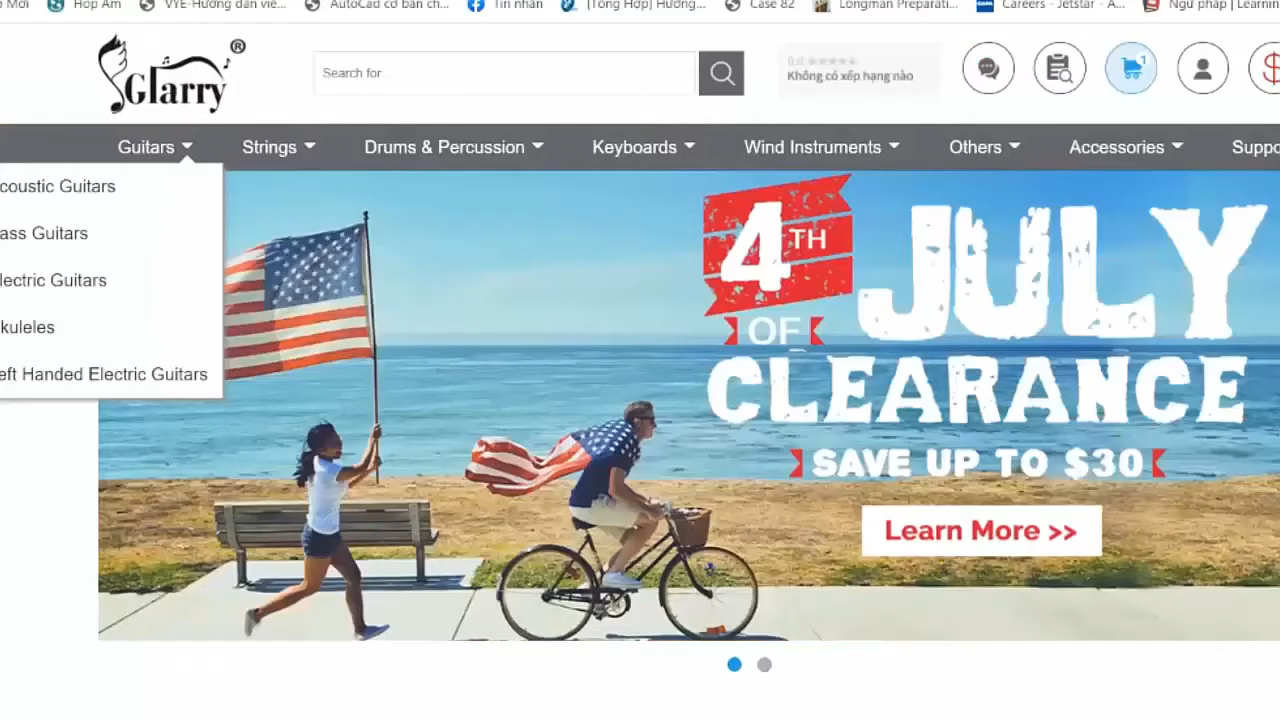 Mới
Hợp Âm
VYE-Hướng dẫn viê...
AutoCad cơ bản ch...
Tin nhắn
[Tổng Hợp] Hướng...
Case 82
Longman Preparati...
Careers - Jetstar - A...
Ngữ pháp | Learnin
Glarry®
Search for
0.0 ★★★★★
Không có xếp hạng nào
1
$
Guitars
Strings
Drums & Percussion
Keyboards
Wind Instruments
Others
Accessories
Suppo
coustic Guitars
ass Guitars
lectric Guitars
kuleles
eft Handed Electric Guitars
4TH
OF
JULY
CLEARANCE
SAVE UP TO $30
Learn More >>